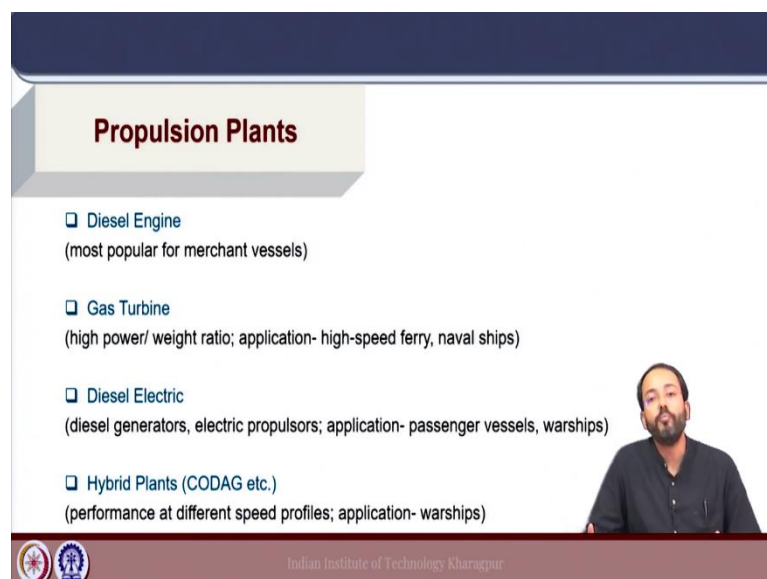 Propulsion Plants
❑ Diesel Engine
(most popular for merchant vessels)
❑ Gas Turbine
(high power/ weight ratio; application- high-speed ferry, naval ships)
❑ Diesel Electric
(diesel generators, electric propulsors; application- passenger vessels, warships)
❑ Hybrid Plants (CODAG etc.)
(performance at different speed profiles; application- warships)
Indian Institute of Technology Kharagpur